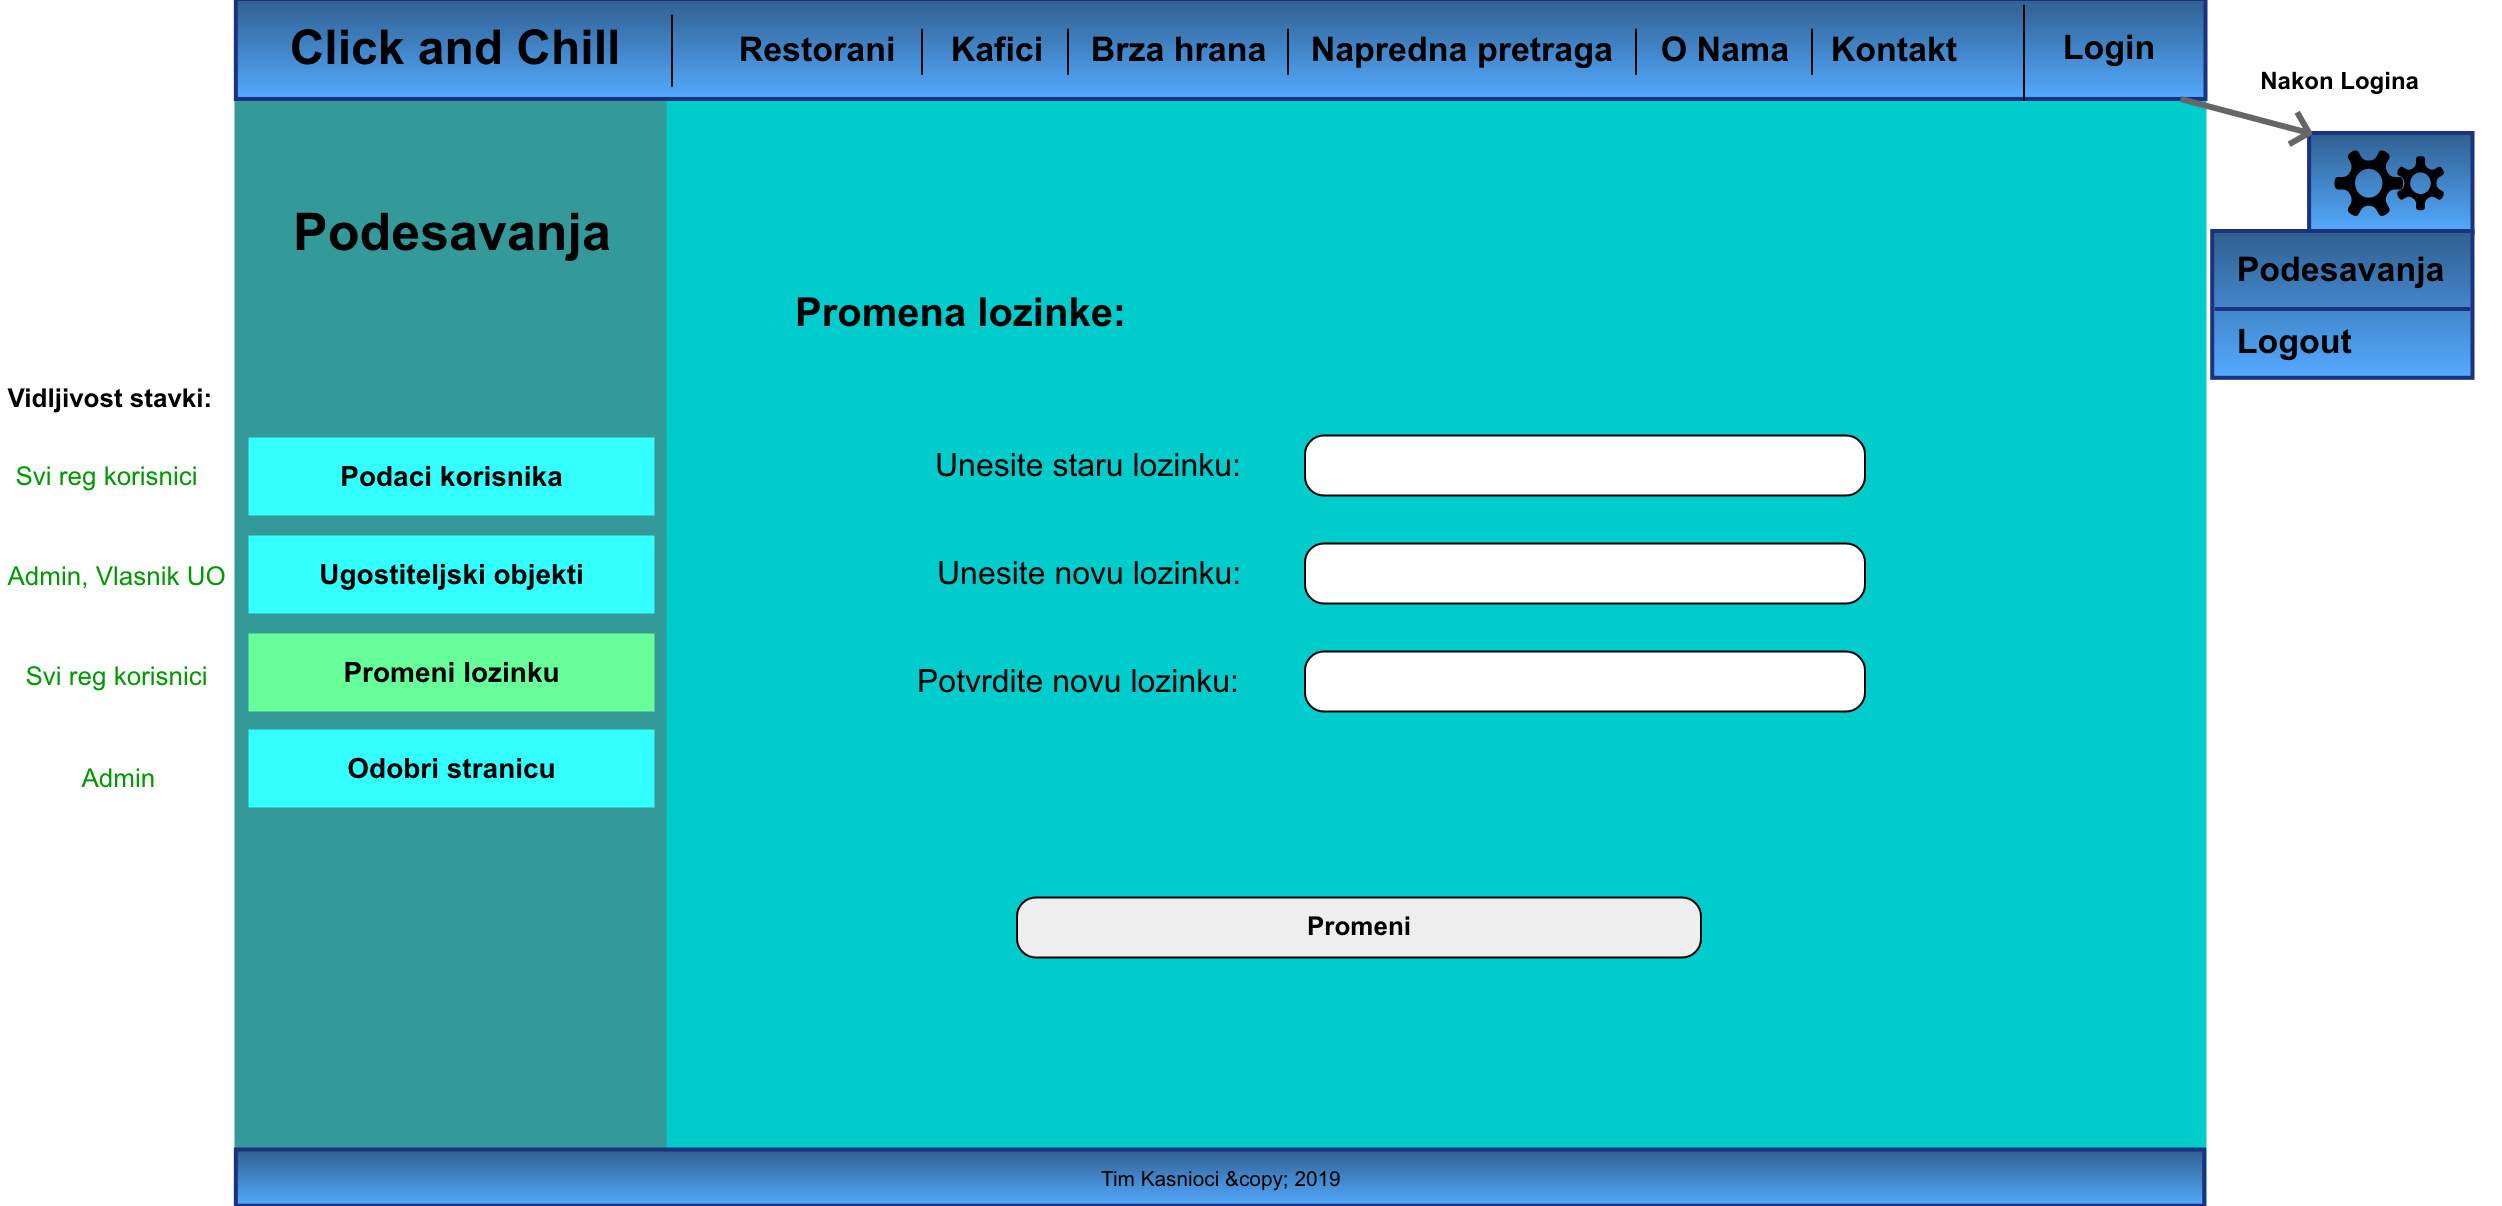 Click and Chill
Restorani
Kafici
Brza hrana
Napredna pretraga
O Nama
Kontakt
Login
Nakon Logina
Podesavanja
Logout
Podesavanja
Vidljivost stavki:
Svi reg korisnici
Podaci korisnika
Admin, Vlasnik UO
Ugostiteljski objekti
Svi reg korisnici
Promeni lozinku
Admin
Odobri stranicu
Promena lozinke:
Unesite staru lozinku:
Unesite novu lozinku:
Potvrdite novu lozinku:
Promeni
Tim Kasnioci &copy; 2019